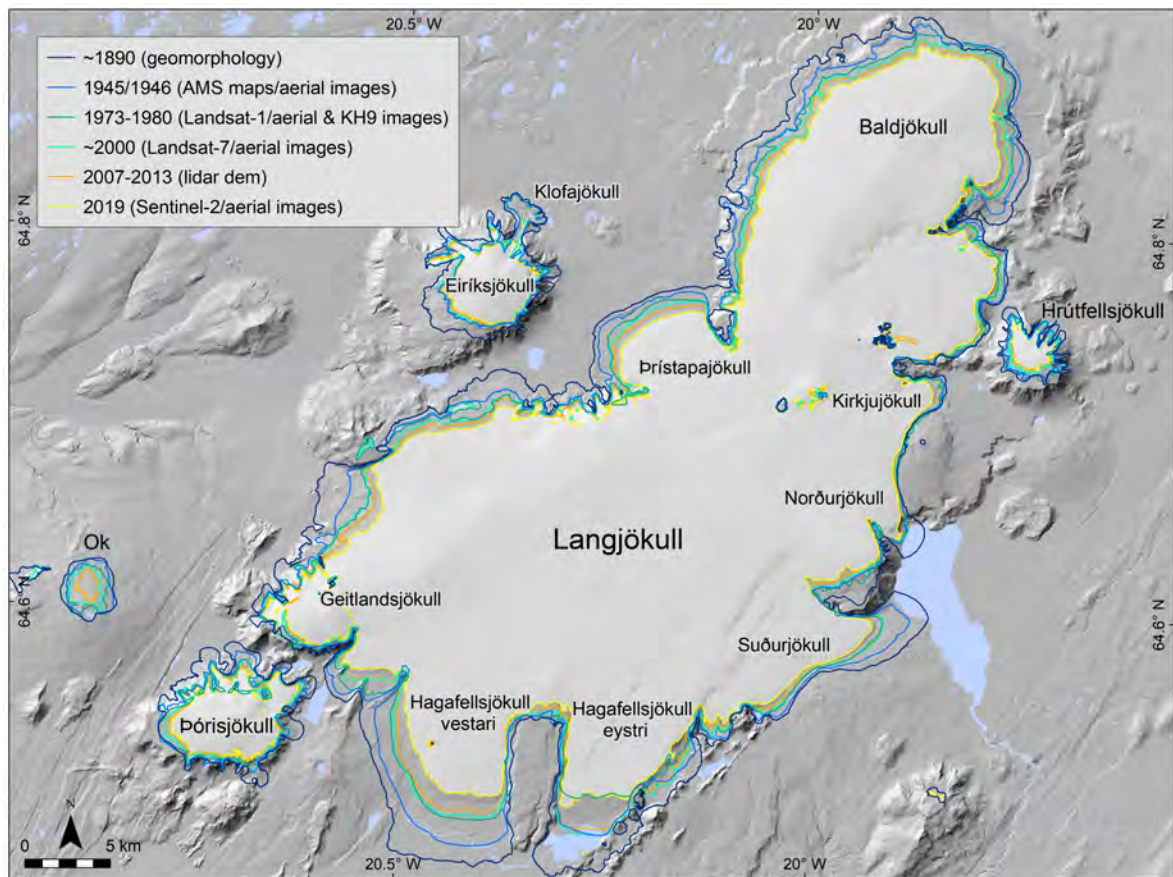 20.5° W
20° W
~1890 (geomorphology)
1945/1946 (AMS maps/aerial images)
1973-1980 (Landsat-1/aerial & KH9 images)
~2000 (Landsat-7/aerial images)
2007-2013 (lidar dem)
2019 (Sentinel-2/aerial images)
Baldjökull
Klofajökull
64.8° N
64.8° N
Eiríksjökull
Hrútfellsjökull
Þrístapajökull
Kirkjujökull
Norðurjökull
Langjökull
Ok
64.6° N
Geitlandsjökull
64.6° N
Suðurjökull
Hagafellsjökull
vestari
Hagafellsjökull
eystri
Þórisjökull
N
0
5 km
20.5° W
20° W